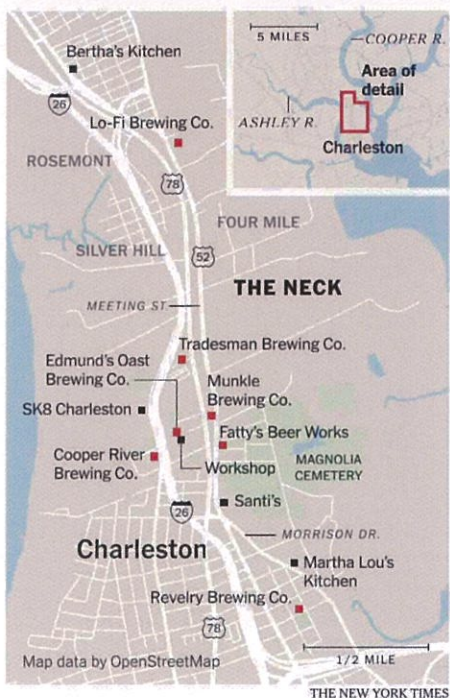 Bertha's Kitchen
26
Lo-Fi Brewing Co.
ROSEMONT
78
FOUR MILE
SILVER HILL
52
THE NECK
MEETING ST.
Tradesman Brewing Co.
Edmund's Oast
Brewing Co.
Munkle
Brewing Co.
SK8 Charleston
Fatty's Beer Works
Cooper River
Brewing Co.
Workshop
MAGNOLIA
CEMETERY
Santi's
26
MORRISON DR.
Charleston
Martha Lou's
Kitchen
Revelry Brewing Co.
78
Map data by OpenStreetMap
1/2 MILE
5 MILES
COOPER R.
Area of
detail
ASHLEY R.
Charleston
THE NEW YORK TIMES